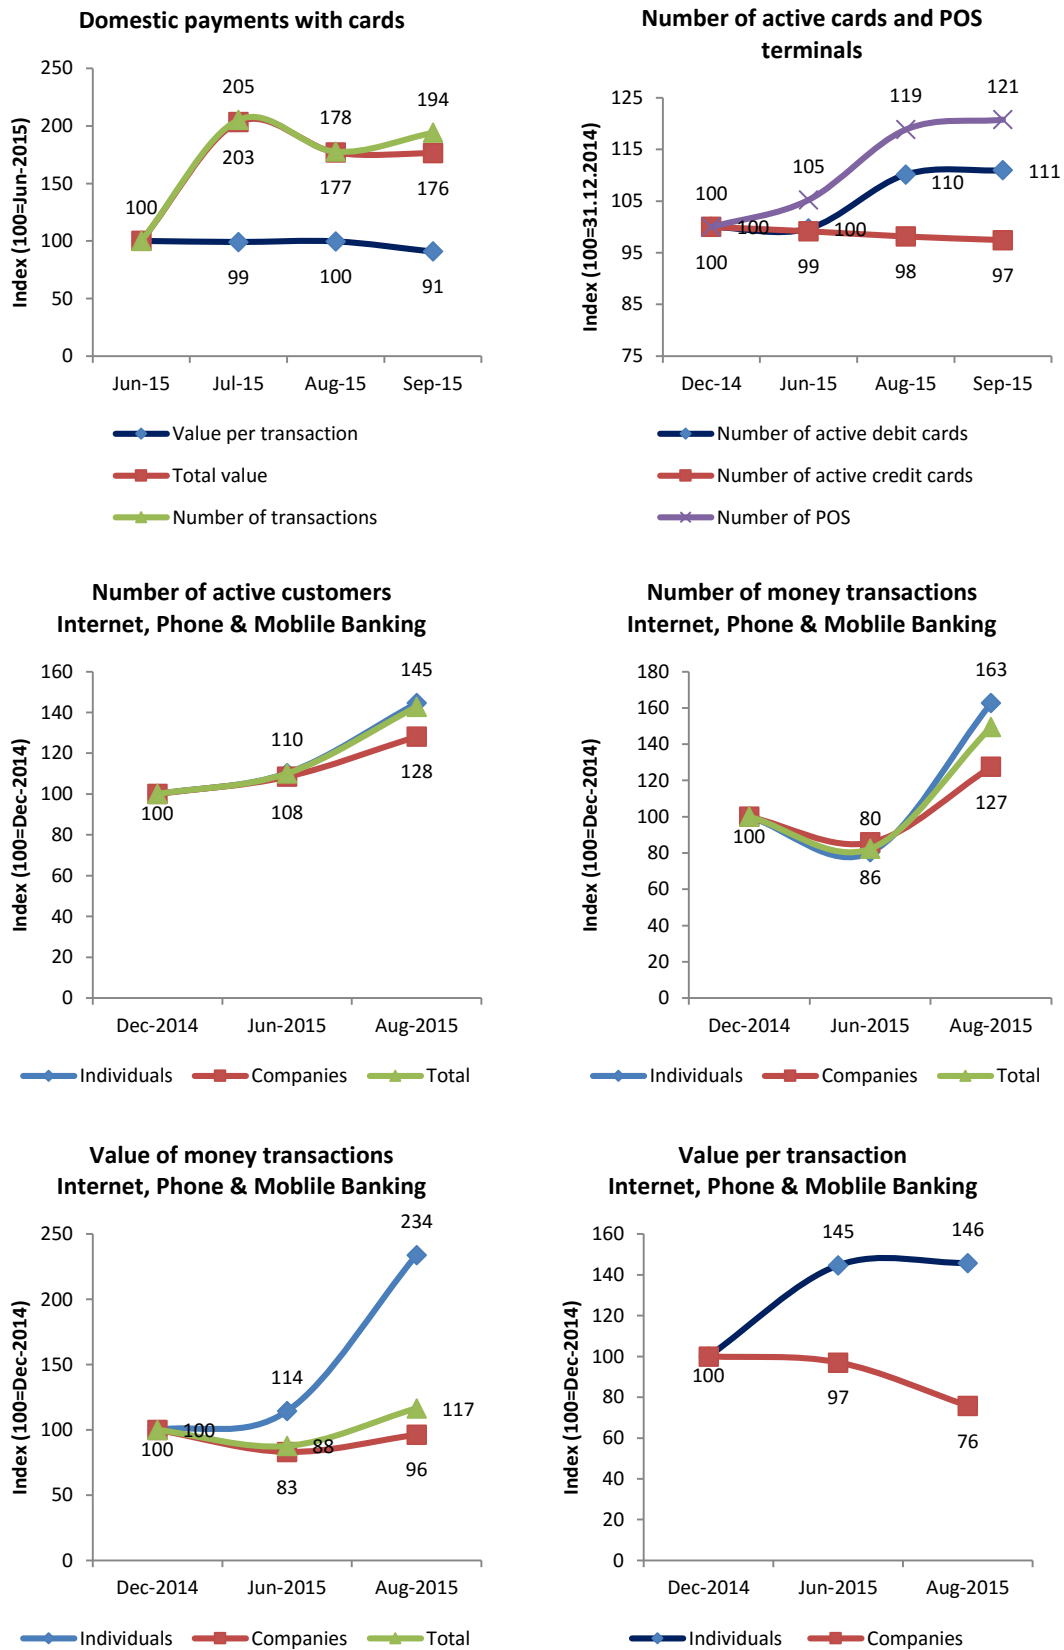 Domestic payments with cards
Index (100=Jun-2015)
250
200
150
100
50
0
205
178
194
203
177
176
100
99
100
91
Jun-15
Jul-15
Aug-15
Sep-15
Value per transaction
Total value
Number of transactions
Number of active cards and POS
terminals
Index (100=31.12.2014)
125
115
105
95
85
75
119
121
105
100
110
111
100
100
100
99
98
97
Dec-14
Jun-15
Aug-15
Sep-15
Number of active debit cards
Number of active credit cards
Number of POS
Number of active customers
Internet, Phone & Moblile Banking
Index (100=Dec-2014)
160
140
120
100
80
60
40
20
0
145
110
128
100
108
Dec-2014
Jun-2015
Aug-2015
Individuals
Companies
Total
Number of money transactions
Internet, Phone & Moblile Banking
Index (100=Dec-2014)
180
160
140
120
100
80
60
40
20
0
163
127
80
100
86
Dec-2014
Jun-2015
Aug-2015
Individuals
Companies
Total
Value of money transactions
Internet, Phone & Moblile Banking
Index (100=Dec-2014)
250
200
150
100
50
0
234
114
117
100
88
100
96
83
Dec-2014
Jun-2015
Aug-2015
Individuals
Companies
Total
Value per transaction
Internet, Phone & Moblile Banking
Index (100=Dec-2014)
160
140
120
100
80
60
40
20
0
145
146
100
97
76
Dec-2014
Jun-2015
Aug-2015
Individuals
Companies